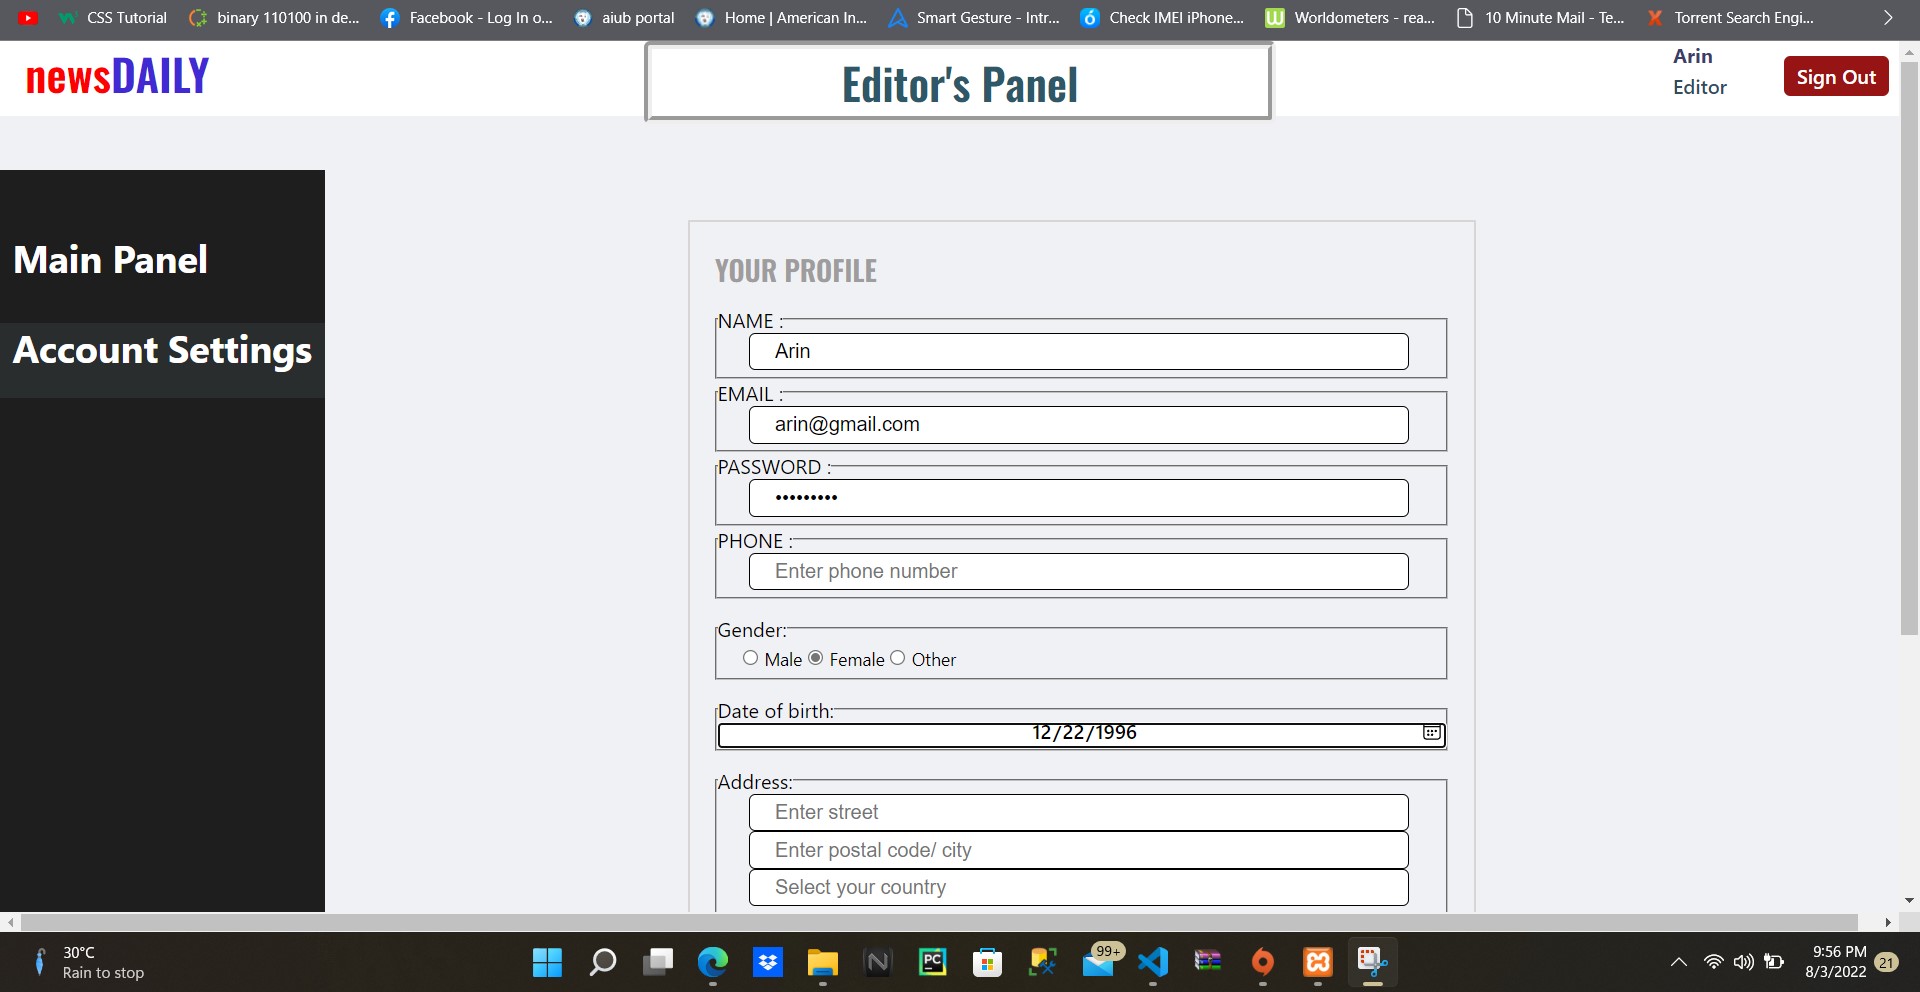 CSS Tutorial binary 110100 in de... Facebook - Log In o... aiub portal Home | American In... Smart Gesture - Intr... Check IMEI iPhone... Worldometers - rea... 10 Minute Mail - Te... Torrent Search Engi...
newsDAILY
Editor's Panel
Arin
Editor
Sign Out
Main Panel
Account Settings
YOUR PROFILE
NAME :
Arin
EMAIL :
arin@gmail.com
PASSWORD :
•••••••••
PHONE :
Enter phone number
Gender:
Male Female Other
Date of birth:
12/22/1996
Address:
Enter street
Enter postal code/ city
Select your country
30°C
Rain to stop
PC
99+
9:56 PM
8/3/2022
21